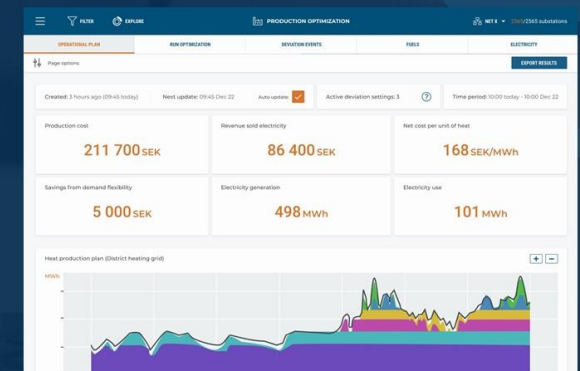 FILTER EXPLORE PRODUCTION OPTIMIZATION NET X 2565/2565 substations
OPERATIONAL PLAN RUN OPTIMIZATION DEVIATION EVENTS FUELS ELECTRICITY
Page options EXPORT RESULTS
Created: 3 hours ago (09:45 today) Next update: 09:45 Dec 22 Auto update: Active deviation settings: 3 ? Time period: 10:00 today - 10:00 Dec 22
Production cost Revenue sold electricity Net cost per unit of heat
211 700 SEK 86 400 SEK 168 SEK/MWh
Savings from demand flexibility Electricity generation Electricity use
5 000 SEK 498 MWh 101 MWh
Heat production plan (District heating grid) + −
MWh